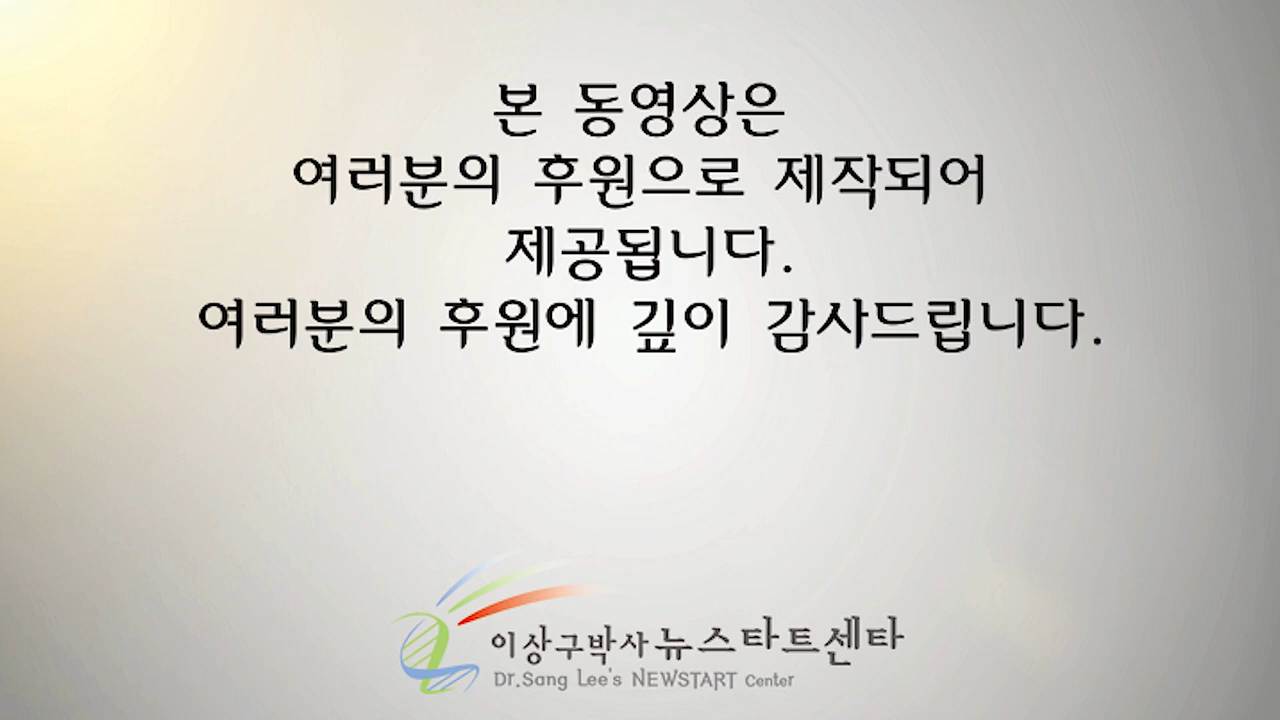 본 동영상은
여러분의 후원으로 제작되어
제공됩니다.
여러분의 후원에 깊이 감사드립니다.
이상구박사 뉴스타트센타
Dr.Sang Lee's NEWSTART Center